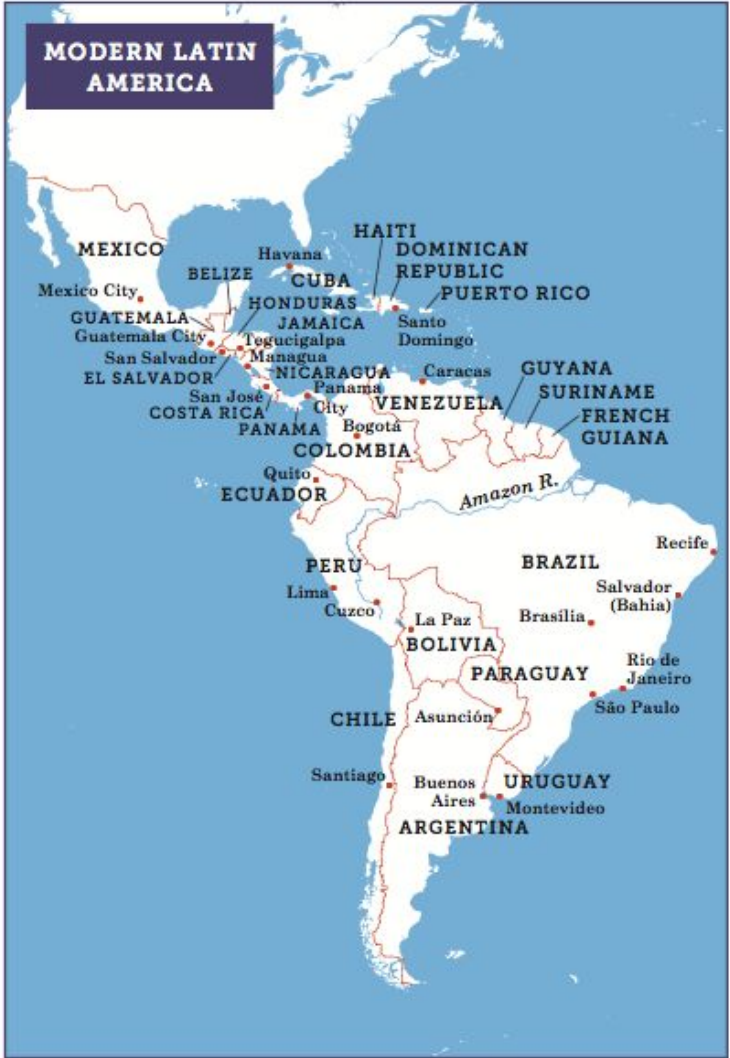 MODERN LATIN
AMERICA
MEXICO
Mexico City
BELIZE
Havana
CUBA
HAITI
DOMINICAN
REPUBLIC
PUERTO RICO
Santo
Domingo
GUATEMALA
Guatemala City
HONDURAS
JAMAICA
Tegucigalpa
San Salvador
Managua
EL SALVADOR
NICARAGUA
San José
COSTA RICA
Panama
City
PANAMA
Caracas
VENEZUELA
GUYANA
SURINAME
FRENCH
GUIANA
Bogotá
COLOMBIA
Quito
ECUADOR
Amazon R.
PERU
Lima
Cuzco
BRAZIL
Recife
Salvador
(Bahia)
Brasília
La Paz
BOLIVIA
PARAGUAY
Rio de
Janeiro
São Paulo
CHILE
Asunción
Santiago
Buenos
Aires
URUGUAY
Montevideo
ARGENTINA